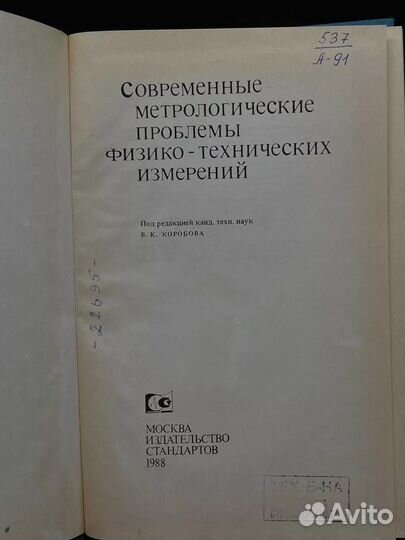 537
А-91
Современные
метрологические
проблемы
физико-технических
измерений
Под редакцией канд. техн. наук
В. К. КОРОБОВА
-22695-
МОСКВА
ИЗДАТЕЛЬСТВО
СТАНДАРТОВ
1988
Avito